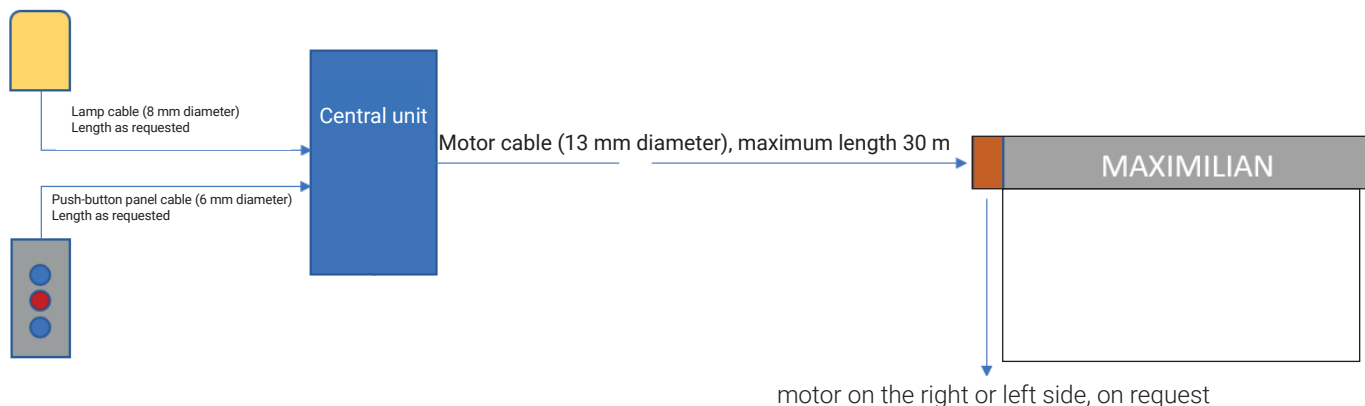 Lamp cable (8 mm diameter)
Length as requested
Central unit
Motor cable (13 mm diameter), maximum length 30 m
MAXIMILIAN
Push-button panel cable (6 mm diameter)
Length as requested
motor on the right or left side, on request